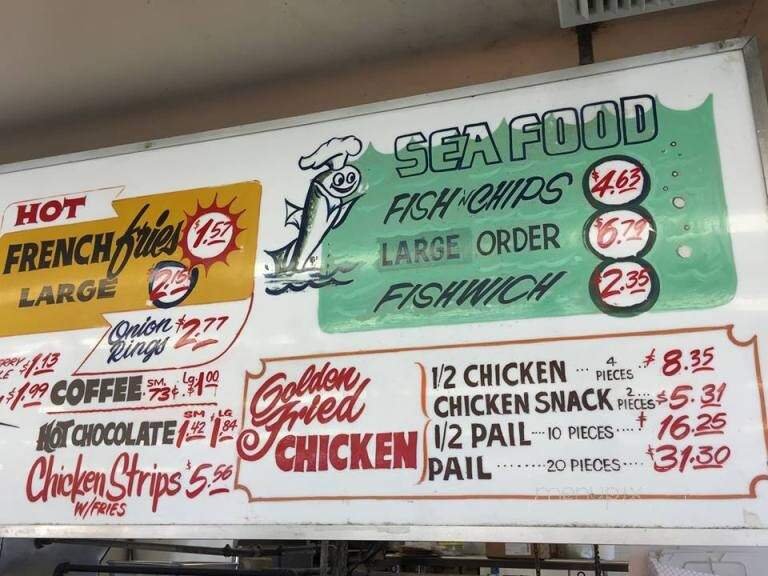 HOT
FRENCH fries $1.57
LARGE 2.15
Onion Rings $2.77
$1.13
$1.99
COFFEE SM. 73¢ Lg. $1.00
HOT CHOCOLATE SM 1.42 LG 1.84
Chicken Strips $5.56
W/FRIES
SEA FOOD
FISH 'N' CHIPS $4.63
LARGE ORDER 6.79
FISHWICH 2.35
Golden Fried CHICKEN
1/2 CHICKEN ... 4 PIECES $8.35
CHICKEN SNACK 2 PIECES $5.31
1/2 PAIL ... 10 PIECES .... $16.25
PAIL ........ 20 PIECES .... $31.30